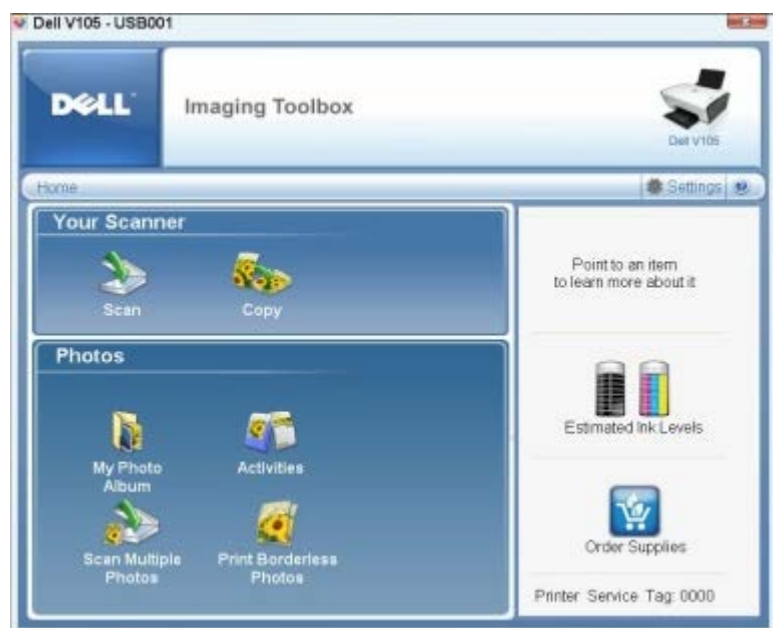 Dell V105 - USB001
DELL
Imaging Toolbox
Dell V105
Home
Settings
?
Your Scanner
Scan
Copy
Photos
My Photo
Album
Activities
Scan Multiple
Photos
Print Borderless
Photos
Point to an item
to learn more about it
Estimated Ink Levels
Order Supplies
Printer Service Tag: 0000